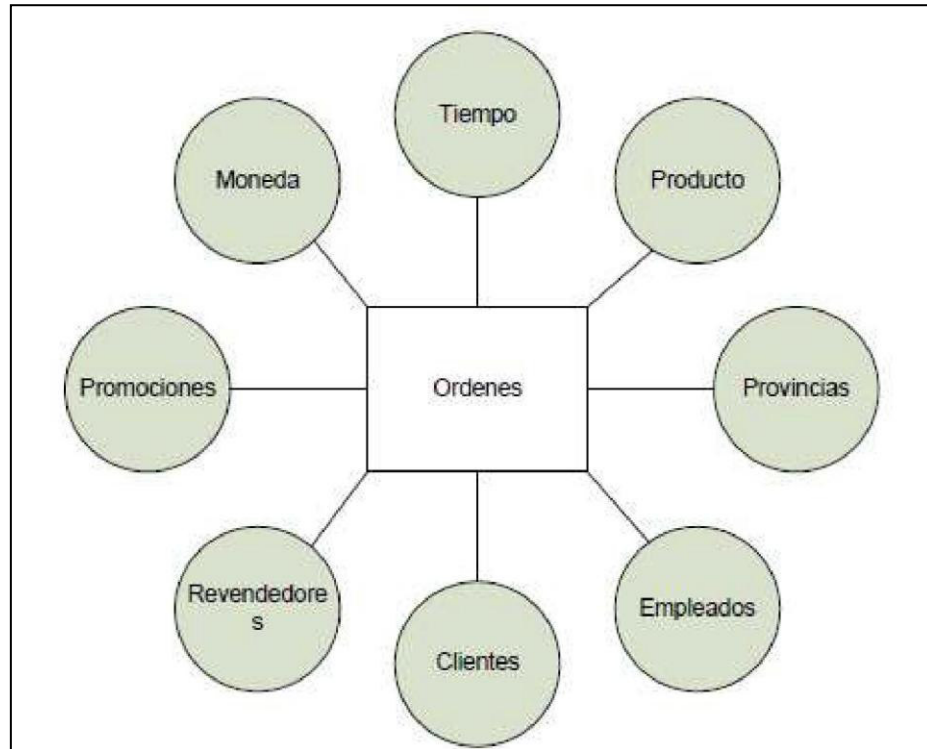 Tiempo
Moneda
Producto
Promociones
Ordenes
Provincias
Revendedore
s
Clientes
Empleados